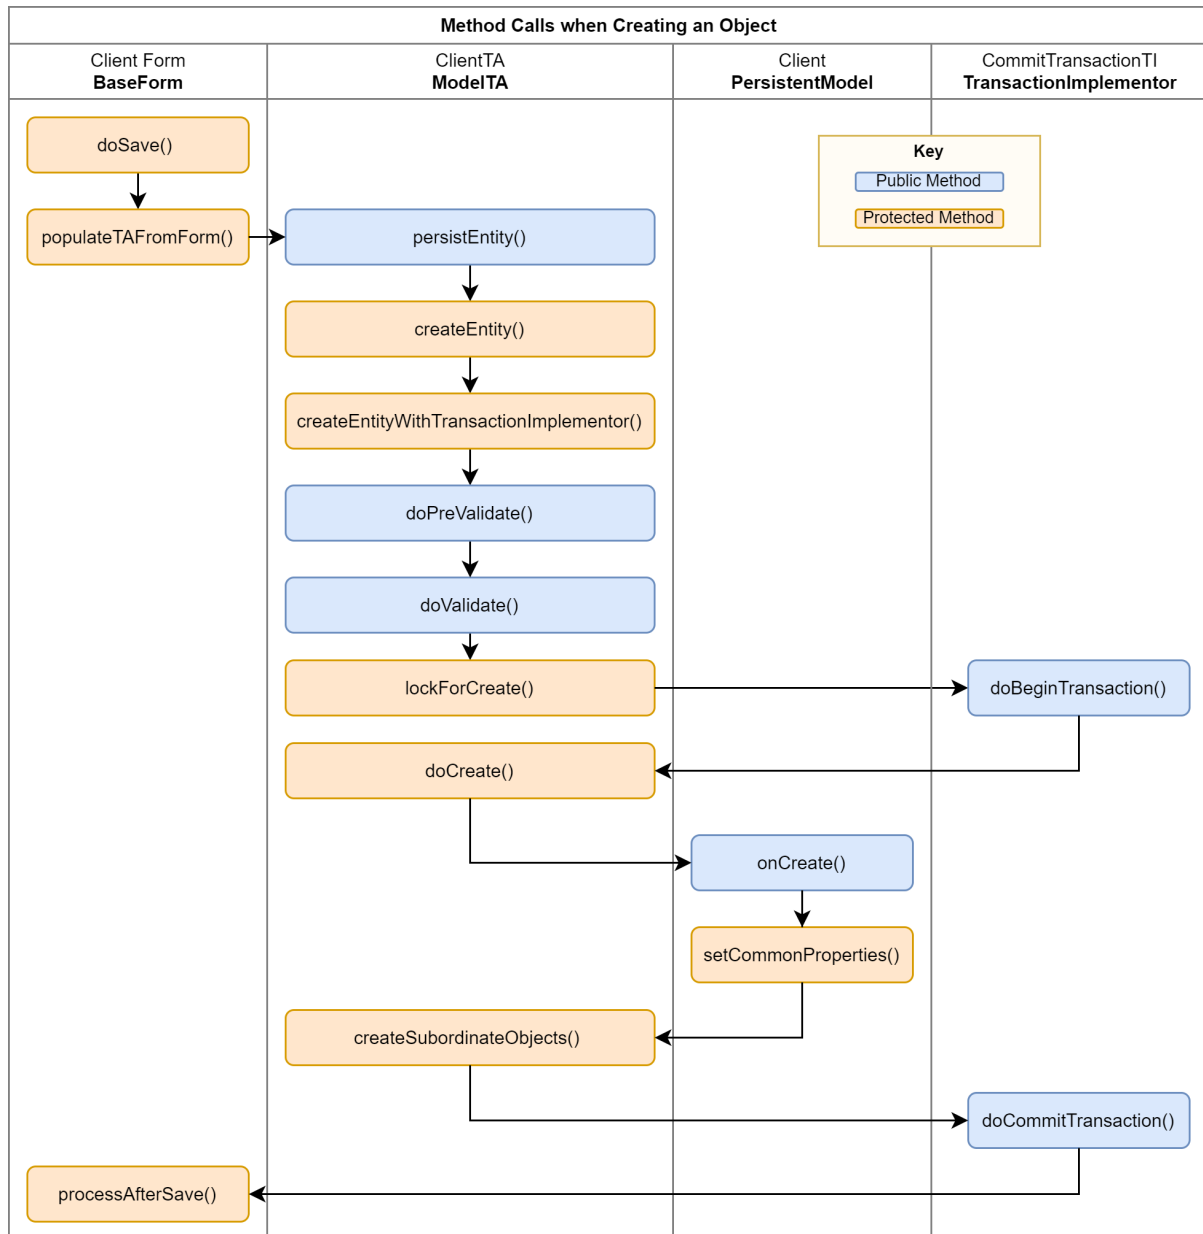 Method Calls when Creating an Object
Client Form
BaseForm
ClientTA
ModelTA
Client
PersistentModel
CommitTransactionTI
TransactionImplementor
doSave()
Key
Public Method
Protected Method
populateTAFromForm()
persistEntity()
createEntity()
createEntityWithTransactionImplementor()
doPreValidate()
doValidate()
lockForCreate()
doBeginTransaction()
doCreate()
onCreate()
setCommonProperties()
createSubordinateObjects()
doCommitTransaction()
processAfterSave()